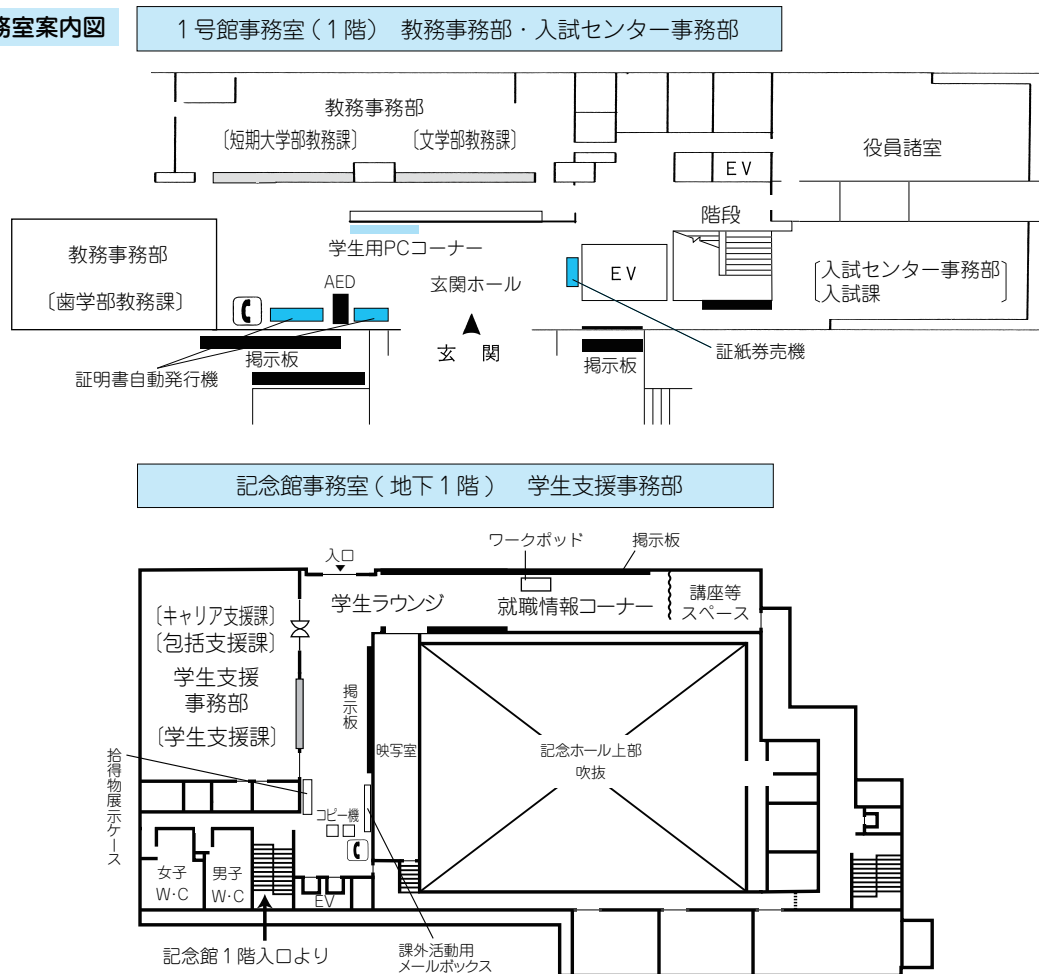 務室案内図
1号館事務室(1階) 教務事務部・入試センター事務部
教務事務部
〔短期大学部教務課〕 〔文学部教務課〕
EV
役員諸室
階段
学生用PCコーナー
教務事務部
〔歯学部教務課〕
AED
玄関ホール
EV
〔入試センター事務部
入試課〕
玄 関
掲示板
掲示板
証紙券売機
証明書自動発行機
記念館事務室(地下1階) 学生支援事務部
ワークポッド
掲示板
入口
学生ラウンジ
就職情報コーナー
講座等
スペース
〔キャリア支援課〕
〔包括支援課〕
学生支援
事務部
〔学生支援課〕
掲示板
映写室
記念ホール上部
吹抜
拾得物展示ケース
コピー機
女子
W・C
男子
W・C
EV
記念館1階入口より
課外活動用
メールボックス